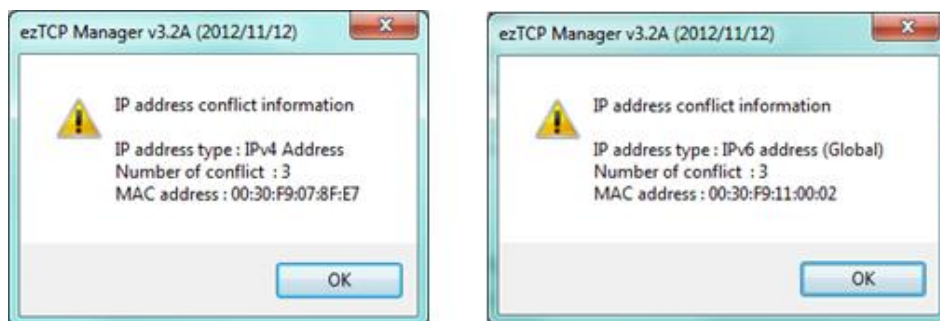 ezTCP Manager v3.2A (2012/11/12)
IP address conflict information
IP address type : IPv4 Address
Number of conflict : 3
MAC address : 00:30:F9:07:8F:E7
OK
ezTCP Manager v3.2A (2012/11/12)
IP address conflict information
IP address type : IPv6 address (Global)
Number of conflict : 3
MAC address : 00:30:F9:11:00:02
OK